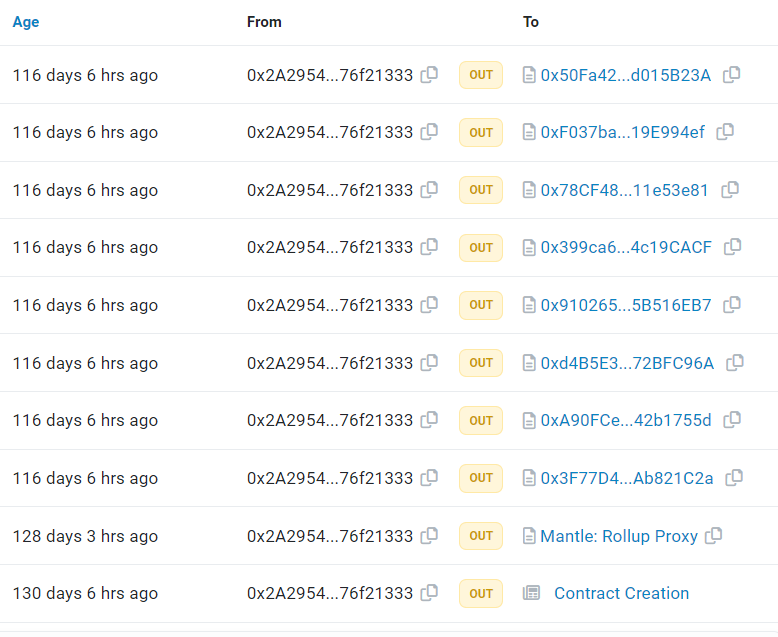 Age From To
116 days 6 hrs ago 0x2A2954...76f21333 OUT 0x50Fa42...d015B23A
116 days 6 hrs ago 0x2A2954...76f21333 OUT 0xF037ba...19E994ef
116 days 6 hrs ago 0x2A2954...76f21333 OUT 0x78CF48...11e53e81
116 days 6 hrs ago 0x2A2954...76f21333 OUT 0x399ca6...4c19CACF
116 days 6 hrs ago 0x2A2954...76f21333 OUT 0x910265...5B516EB7
116 days 6 hrs ago 0x2A2954...76f21333 OUT 0xd4B5E3...72BFC96A
116 days 6 hrs ago 0x2A2954...76f21333 OUT 0xA90FCe...42b1755d
116 days 6 hrs ago 0x2A2954...76f21333 OUT 0x3F77D4...Ab821C2a
128 days 3 hrs ago 0x2A2954...76f21333 OUT Mantle: Rollup Proxy
130 days 6 hrs ago 0x2A2954...76f21333 OUT Contract Creation